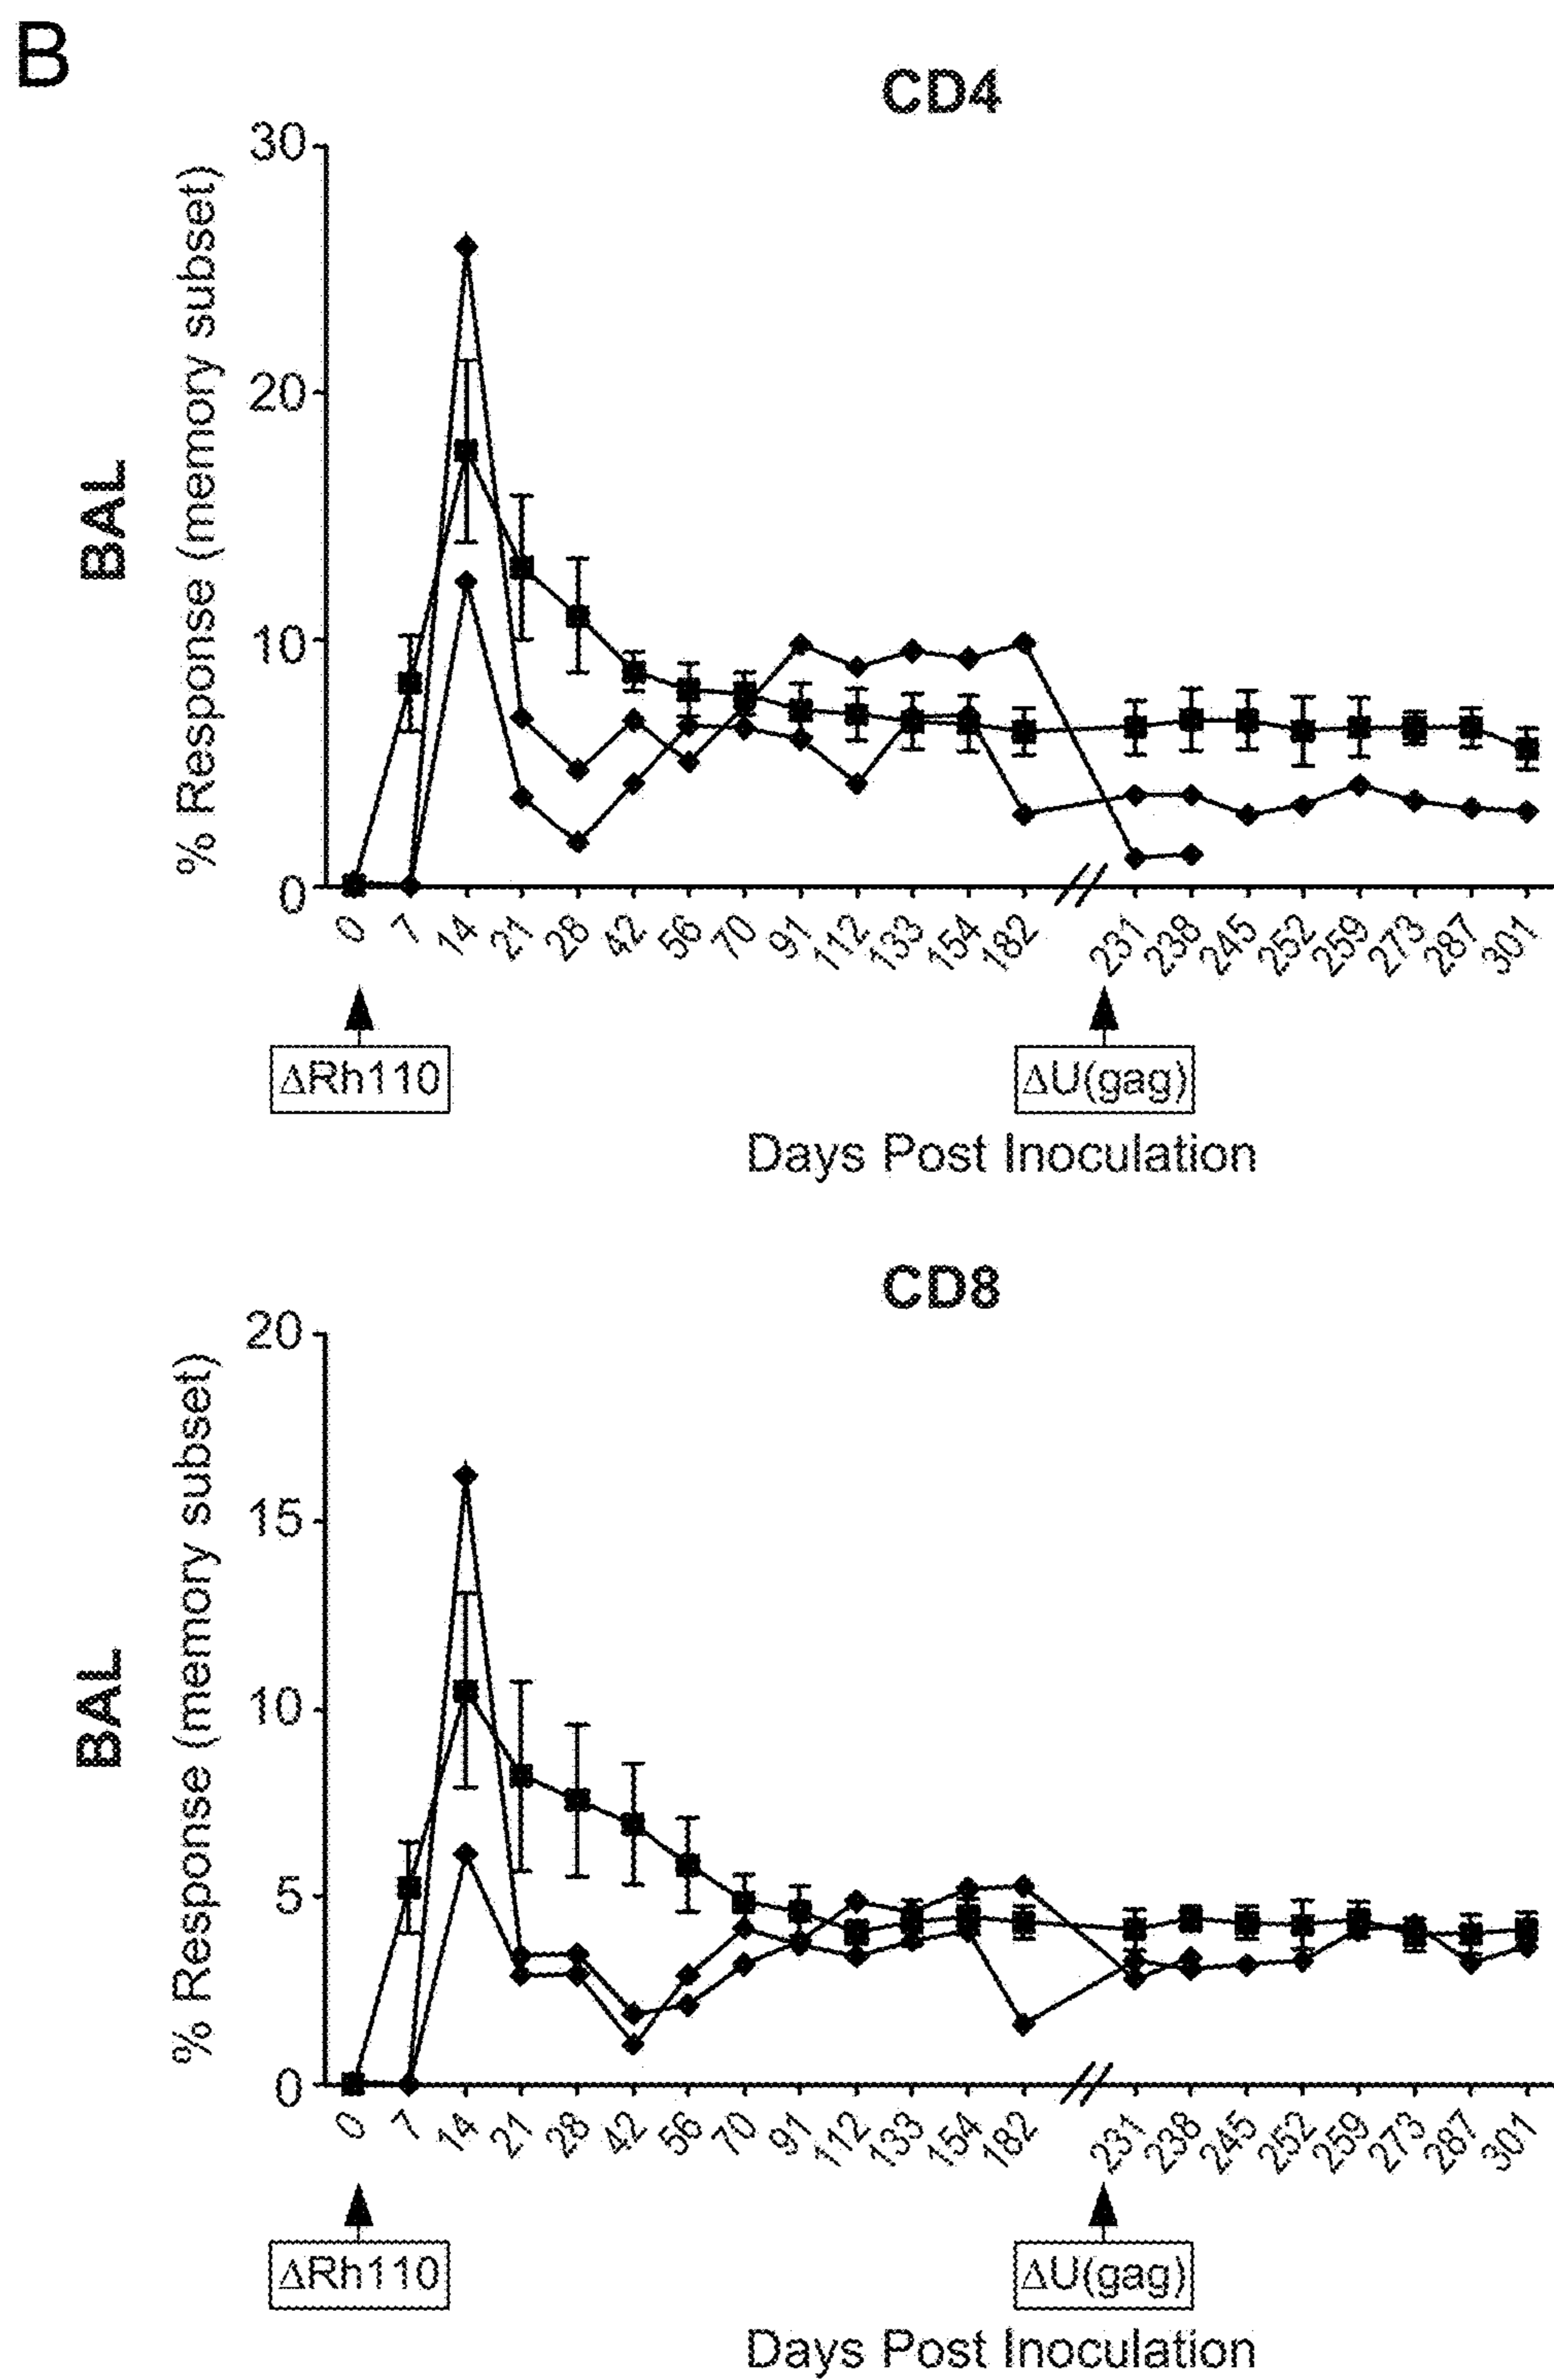 B
CD4
BAL
% Response (memory subset)
30
20
10
0
0 7 14 21 28 42 56 70 91 112 133 154 182 231 238 245 252 259 273 287 301
ΔRh110
ΔU(gag)
Days Post Inoculation
CD8
BAL
% Response (memory subset)
20
15
10
5
0
0 7 14 21 28 42 56 70 91 112 133 154 182 231 238 245 252 259 273 287 301
ΔRh110
ΔU(gag)
Days Post Inoculation